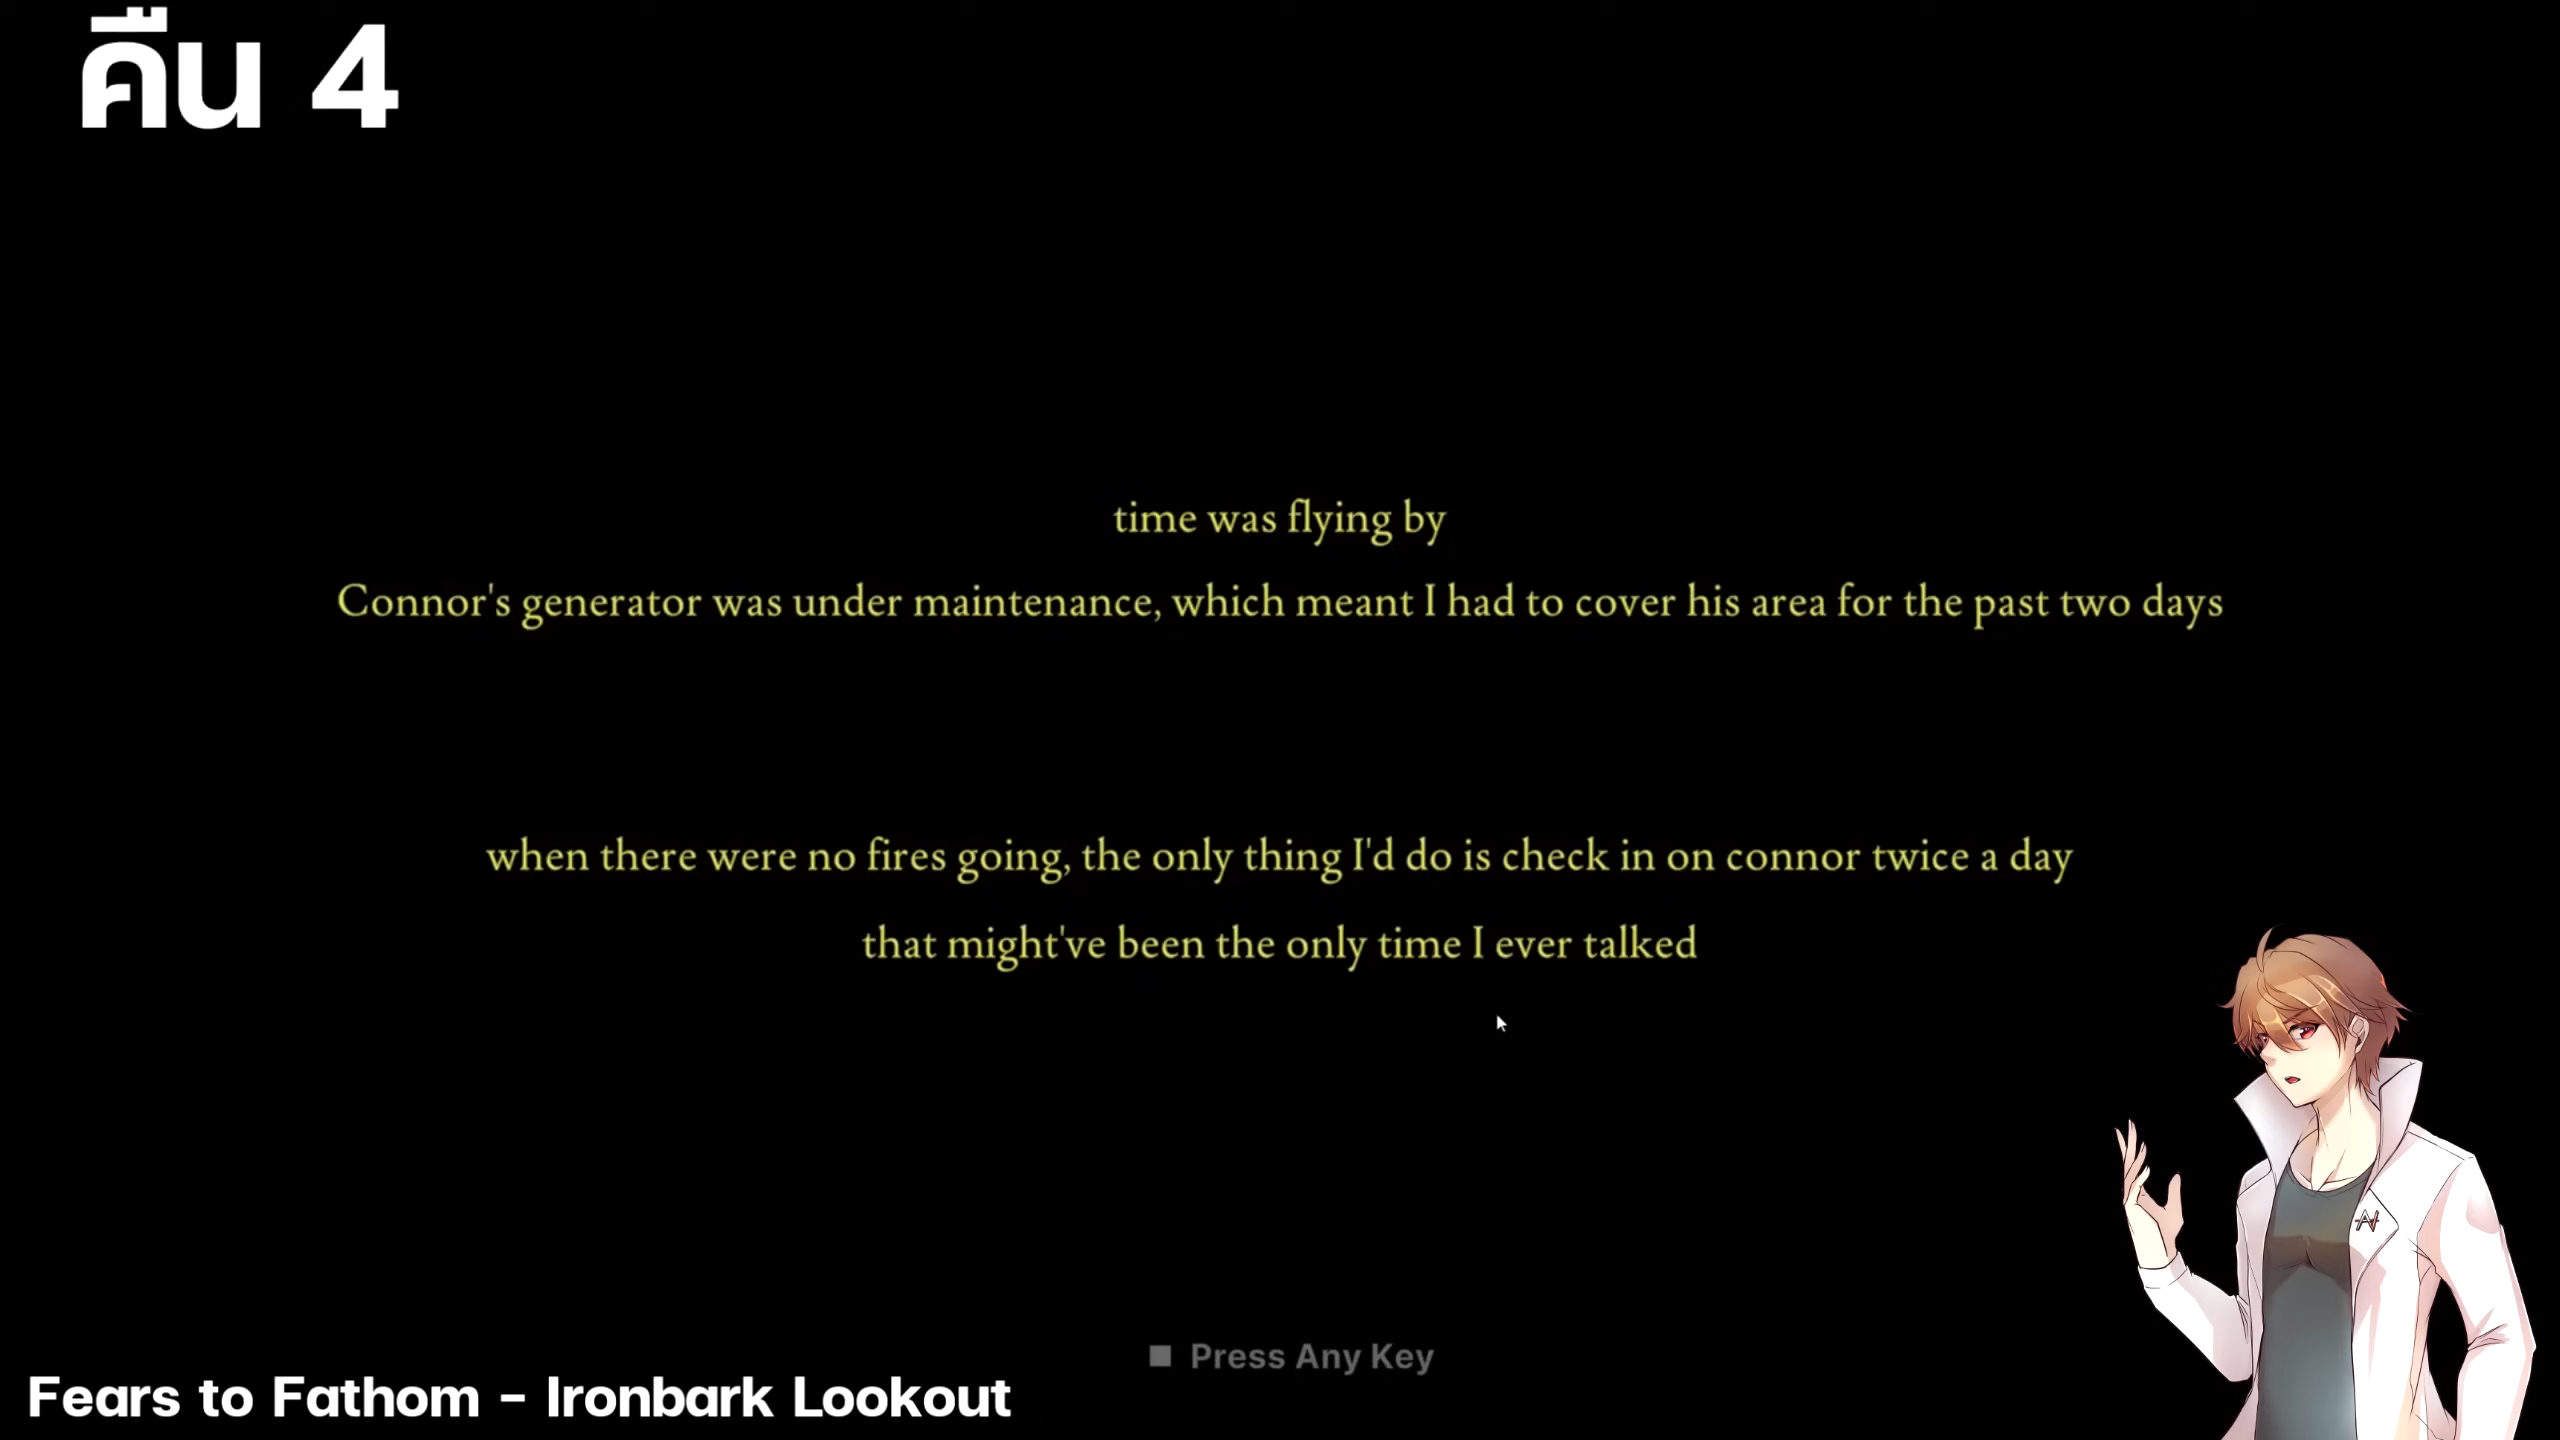 คืน 4
time was flying by
Connor's generator was under maintenance, which meant I had to cover his area for the past two days
when there were no fires going, the only thing I'd do is check in on connor twice a day
that might've been the only time I ever talked
Press Any Key
Fears to Fathom - Ironbark Lookout